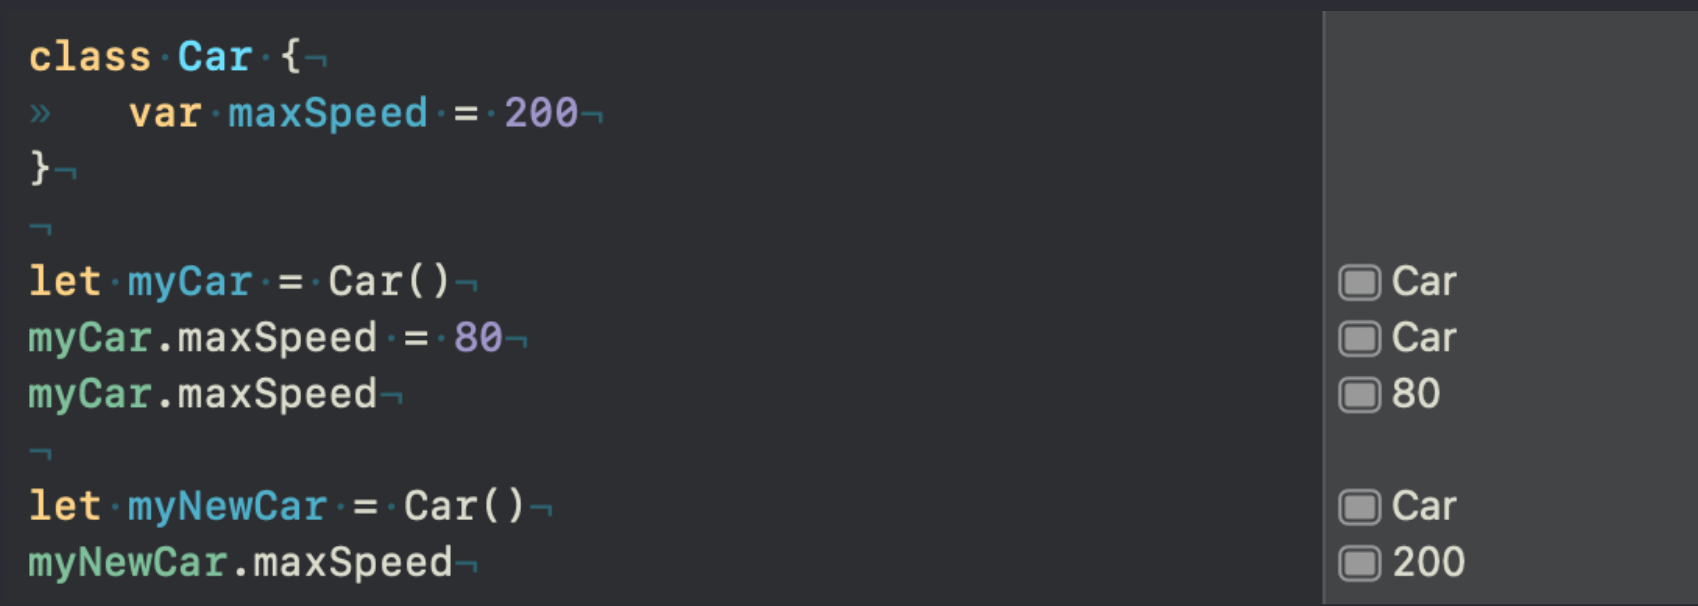 class Car {
    var maxSpeed = 200
}

let myCar = Car() Car
myCar.maxSpeed = 80 Car
myCar.maxSpeed 80

let myNewCar = Car() Car
myNewCar.maxSpeed 200